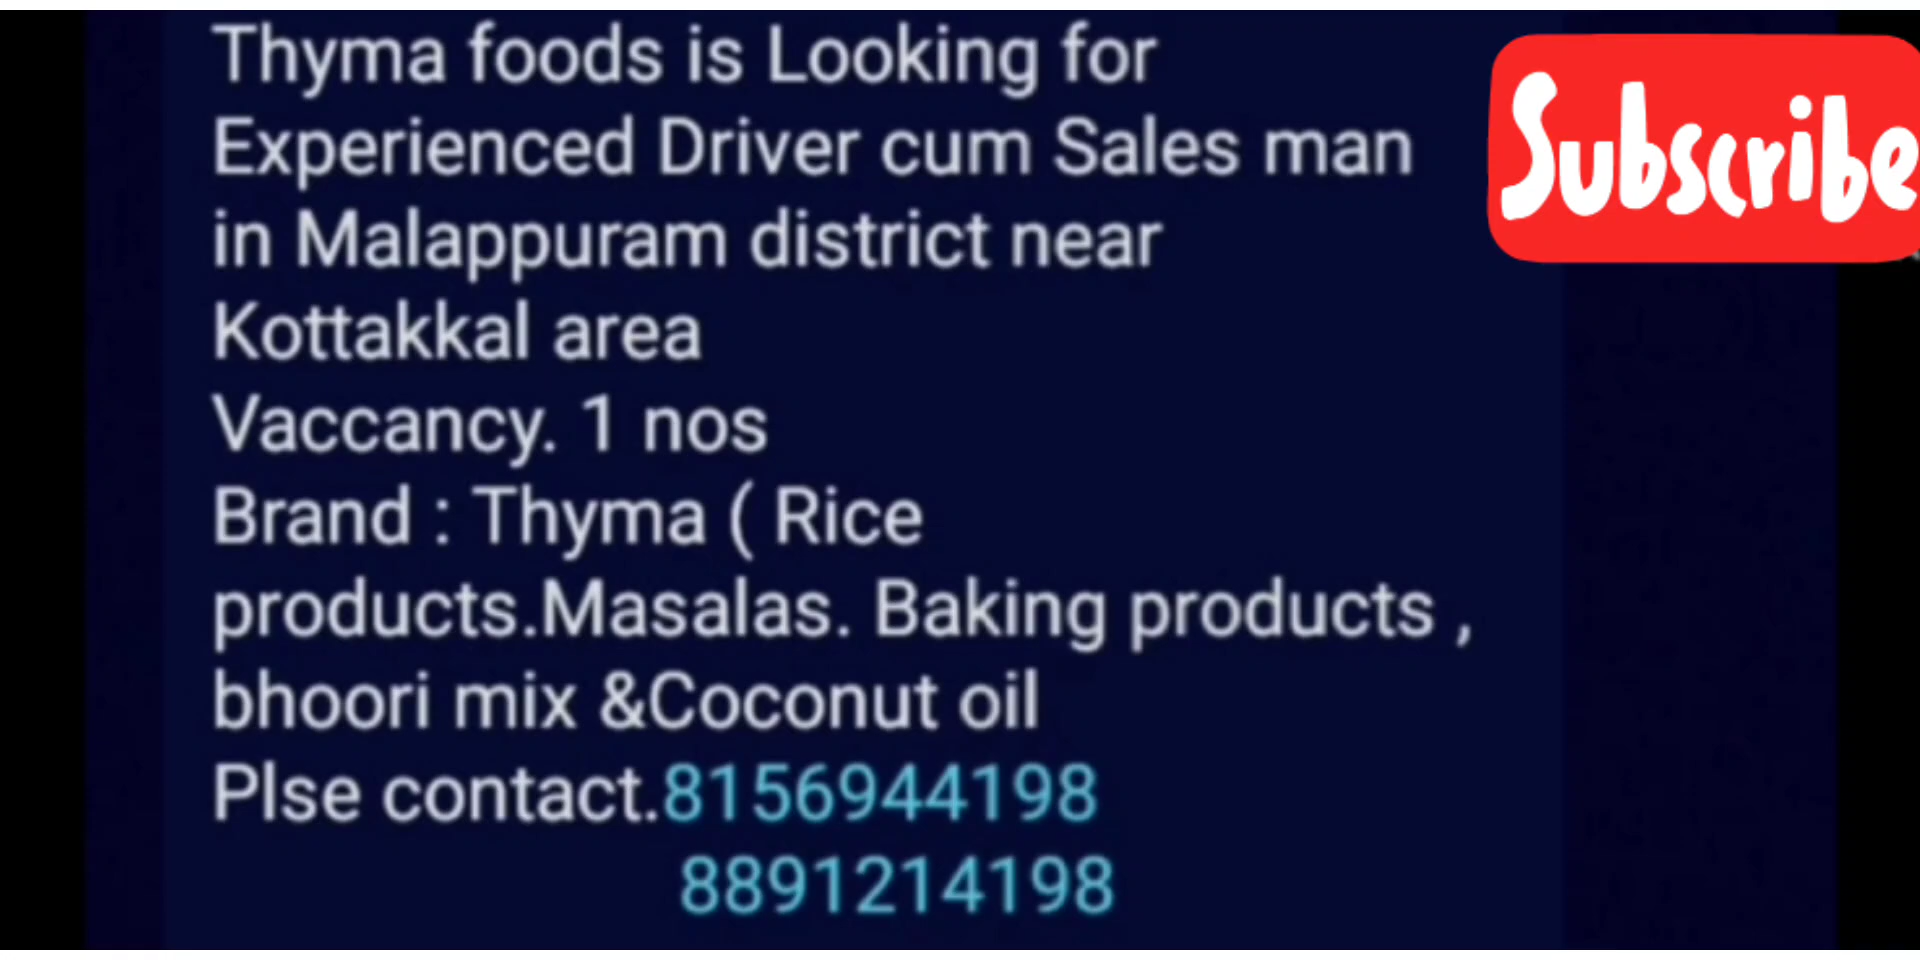 Thyma foods is Looking for
Experienced Driver cum Sales man
in Malappuram district near
Kottakkal area
Vaccancy. 1 nos
Brand : Thyma ( Rice
products.Masalas. Baking products ,
bhoori mix &Coconut oil
Plse contact.8156944198
8891214198
Subscribe